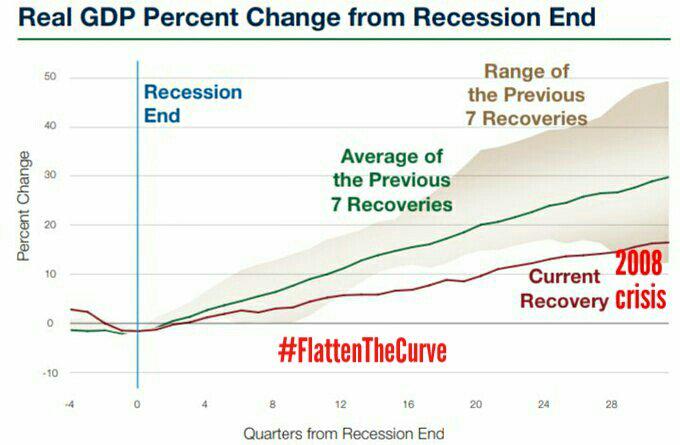 Real GDP Percent Change from Recession End
Percent Change
50
40
30
20
10
0
-10
Recession
End
Average of
the Previous
7 Recoveries
Range of
the Previous
7 Recoveries
Current
Recovery
2008
crisis
#FlattenTheCurve
-4 0 4 8 12 16 20 24 28
Quarters from Recession End